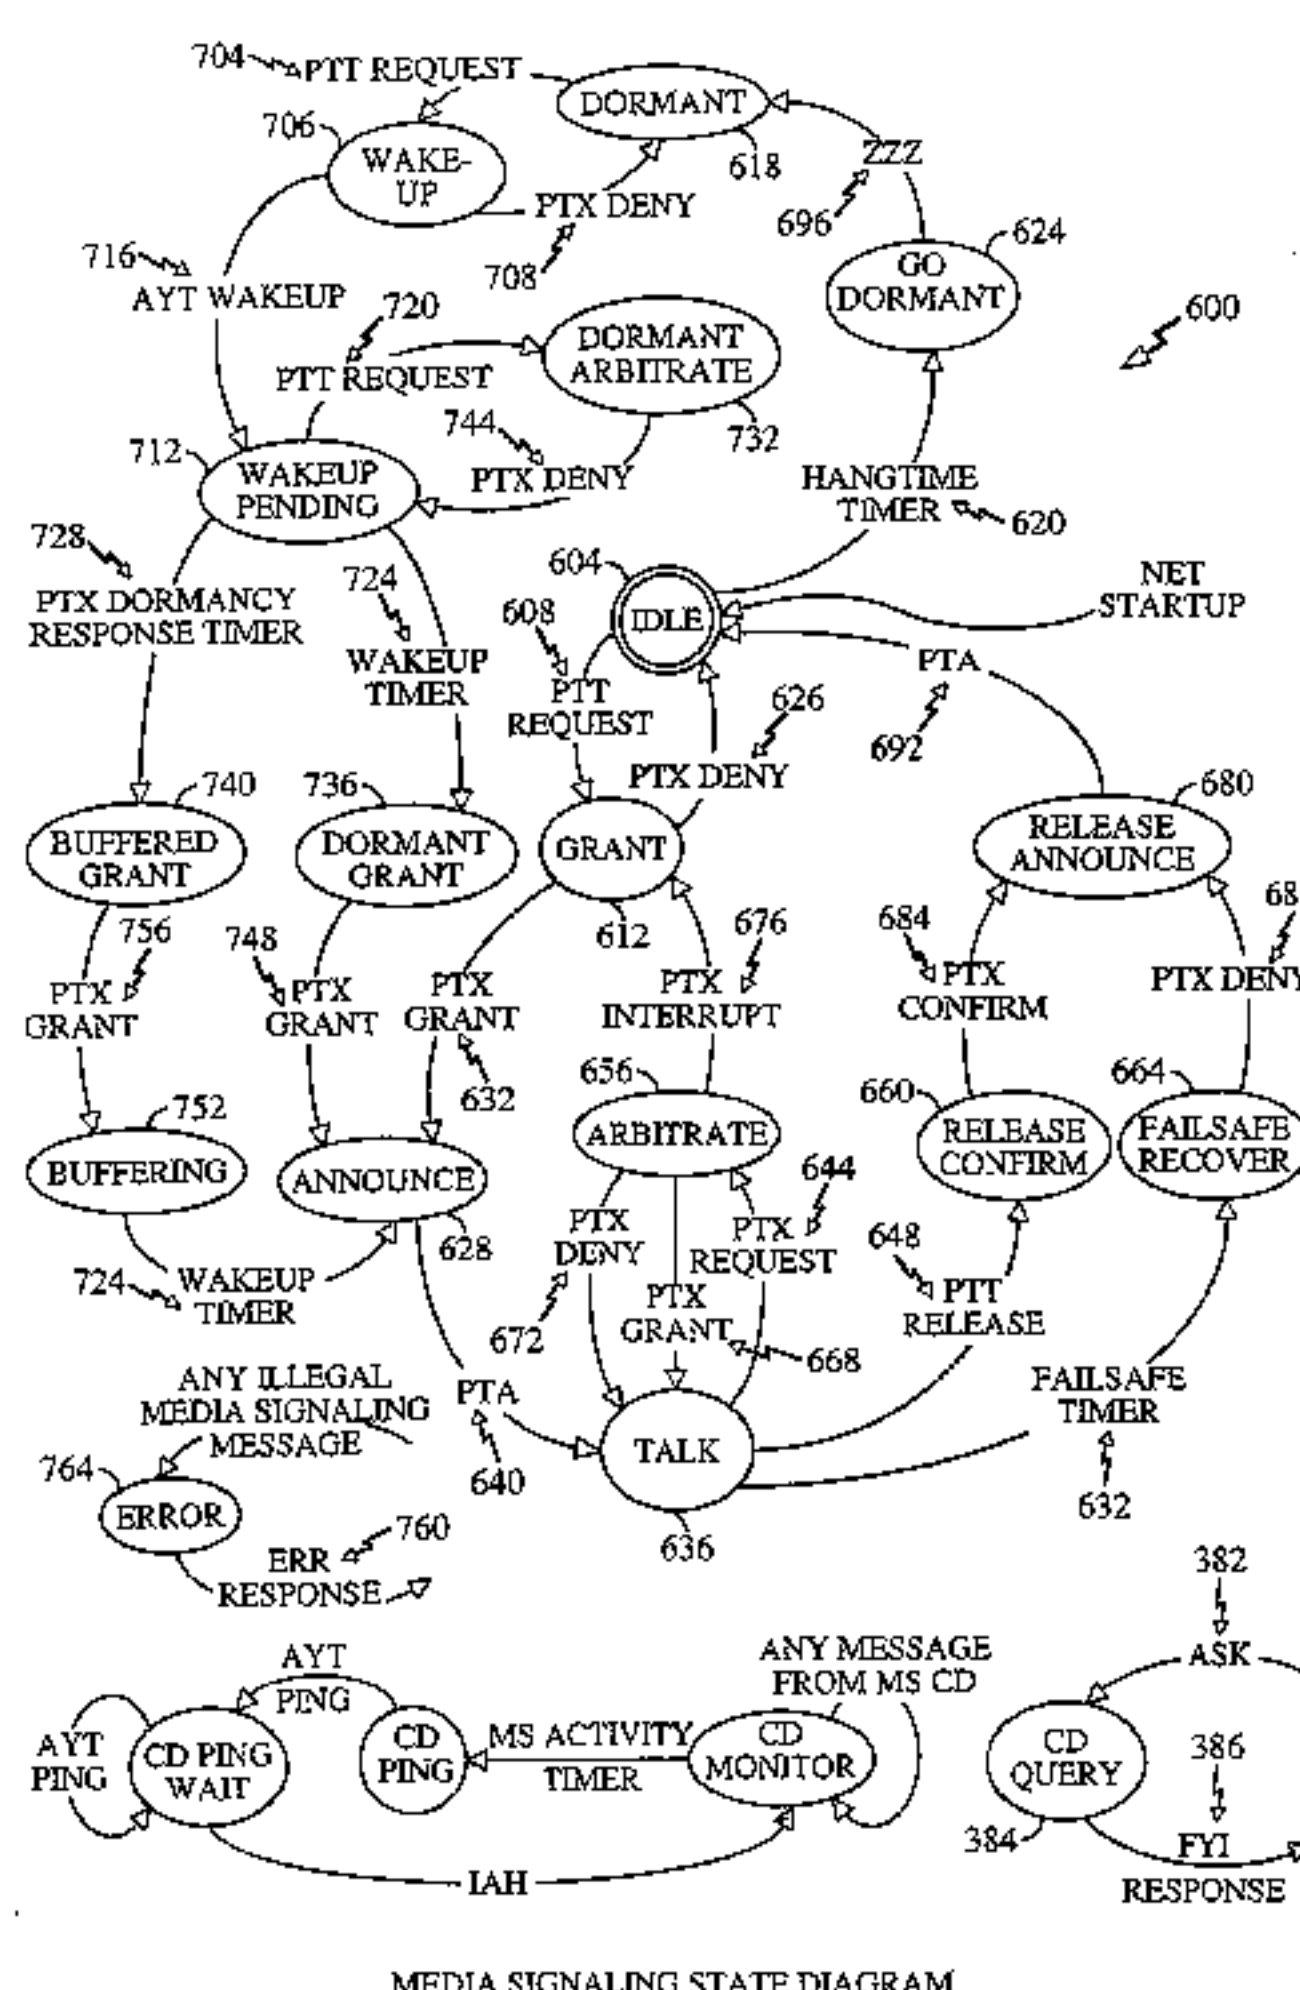 704
PTT REQUEST
DORMANT
706
WAKE-
UP
618
ZZZ
PTX DENY
696
624
716
708
GO
DORMANT
AYT WAKEUP
720
600
DORMANT
ARBITRATE
PTT REQUEST
744
732
712
WAKEUP
PENDING
PTX DENY
HANGTIME
TIMER
620
728
724
604
NET
STARTUP
PTX DORMANCY
RESPONSE TIMER
608
IDLE
WAKEUP
TIMER
PTT
REQUEST
626
PTA
692
PTX DENY
740
736
680
BUFFERED
GRANT
DORMANT
GRANT
GRANT
RELEASE
ANNOUNCE
756
748
612
676
684
68
PTX
GRANT
PTX
GRANT
PTX
GRANT
PTX
INTERRUPT
PTX
CONFIRM
PTX DENY
632
656
660
664
752
BUFFERING
ANNOUNCE
ARBITRATE
RELEASE
CONFIRM
FAILSAFE
RECOVER
644
628
PTX
DENY
PTX
REQUEST
648
724
WAKEUP
TIMER
PTX
GRANT
PTT
RELEASE
672
668
ANY ILLEGAL
MEDIA SIGNALING
MESSAGE
PTA
FAILSAFE
TIMER
764
640
TALK
632
ERROR
760
636
ERR
RESPONSE
382
AYT
PING
ANY MESSAGE
FROM MS CD
ASK
AYT
PING
CD PING
WAIT
CD
PING
MS ACTIVITY
TIMER
CD
MONITOR
CD
QUERY
386
384
FYI
RESPONSE
IAH
MEDIA SIGNALING STATE DIAGRAM